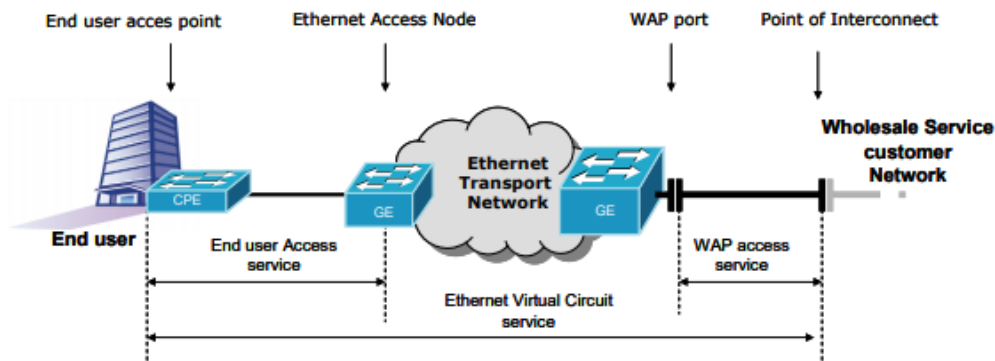 End user acces point
Ethernet Access Node
WAP port
Point of Interconnect
Wholesale Service
customer
Network
Ethernet
Transport
Network
CPE
GE
GE
End user
End user Access
service
WAP access
service
Ethernet Virtual Circuit
service